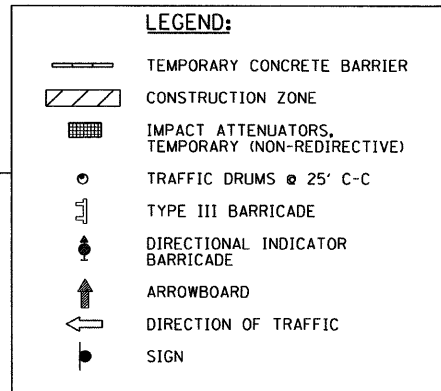 LEGEND:
TEMPORARY CONCRETE BARRIER
CONSTRUCTION ZONE
IMPACT ATTENUATORS,
TEMPORARY (NON-REDIRECTIVE)
TRAFFIC DRUMS @ 25' C-C
TYPE III BARRICADE
DIRECTIONAL INDICATOR
BARRICADE
ARROWBOARD
DIRECTION OF TRAFFIC
SIGN